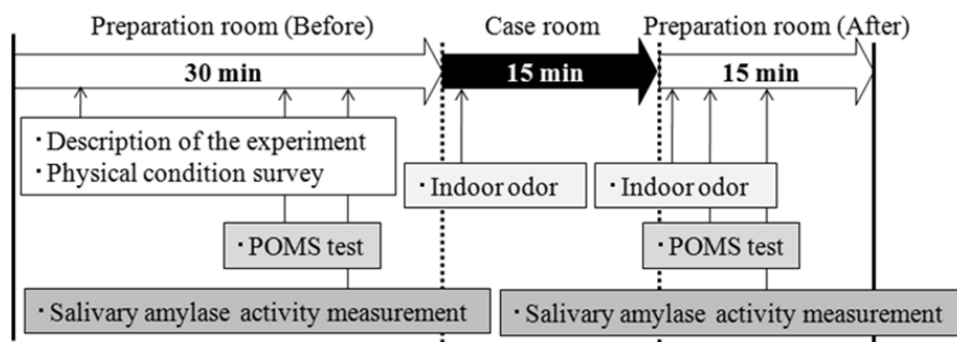 Preparation room (Before)
Case room
Preparation room (After)
30 min
15 min
15 min
・Description of the experiment
・Physical condition survey
・Indoor odor
・Indoor odor
・POMS test
・POMS test
・Salivary amylase activity measurement
・Salivary amylase activity measurement